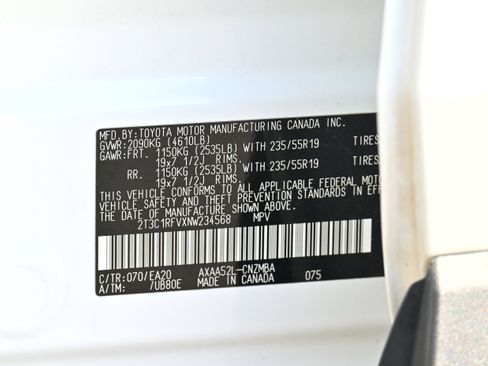 MFD. BY: TOYOTA MOTOR MANUFACTURING CANADA INC.
GVWR: 2090KG (4610LB)
GAWR: FRT. 1150KG (2535LB) WITH 235/55R19 TIRES
19x7 1/2J RIMS.
RR. 1150KG (2535LB) WITH 235/55R19 TIRES
19x7 1/2J RIMS.
THIS VEHICLE CONFORMS TO ALL APPLICABLE FEDERAL MOTOR
VEHICLE SAFETY AND THEFT PREVENTION STANDARDS IN EFFE
THE DATE OF MANUFACTURE SHOWN ABOVE.
2T3C1RFVXNW234568 MPV
C/TR: 070/EA20 AXAA52L-CNZMBA
A/TM: /UB80E MADE IN CANADA 075